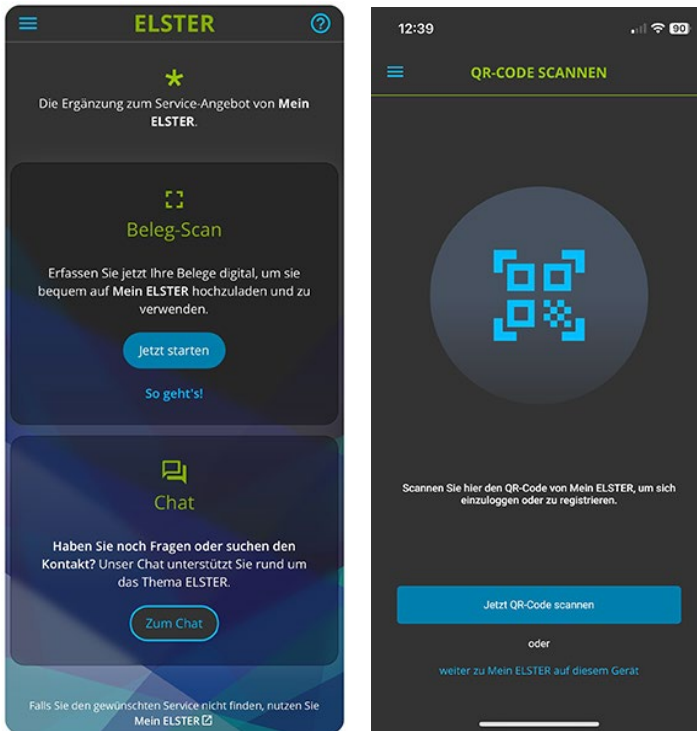 ELSTER
Die Ergänzung zum Service-Angebot von Mein
ELSTER.
Beleg-Scan
Erfassen Sie jetzt Ihre Belege digital, um sie
bequem auf Mein ELSTER hochzuladen und zu
verwenden.
Jetzt starten
So geht's!
Chat
Haben Sie noch Fragen oder suchen den
Kontakt? Unser Chat unterstützt Sie rund um
das Thema ELSTER.
Zum Chat
Falls Sie den gewünschten Service nicht finden, nutzen Sie
Mein ELSTER
12:39
90
QR-CODE SCANNEN
Scannen Sie hier den QR-Code von Mein ELSTER, um sich
einzuloggen oder zu registrieren.
Jetzt QR-Code scannen
oder
weiter zu Mein ELSTER auf diesem Gerät